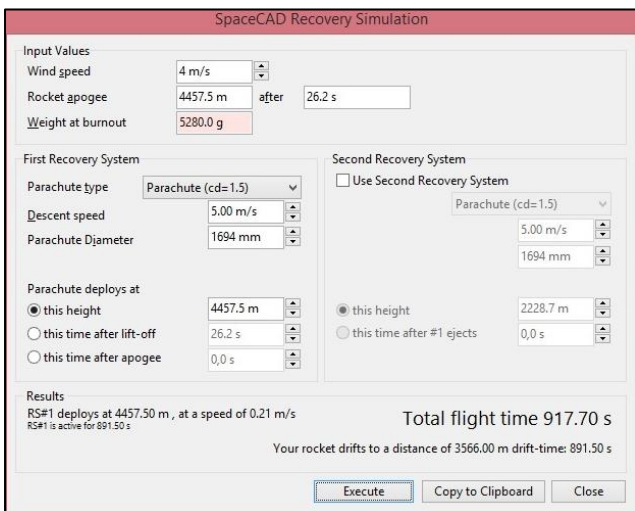 SpaceCAD Recovery Simulation
Input Values
Wind speed 4 m/s
Rocket apogee 4457.5 m after 26.2 s
Weight at burnout 5280.0 g
First Recovery System
Parachute type Parachute (cd=1.5)
Descent speed 5.00 m/s
Parachute Diameter 1694 mm
Parachute deploys at
this height 4457.5 m
this time after lift-off 26.2 s
this time after apogee 0,0 s
Second Recovery System
Use Second Recovery System
Parachute (cd=1.5)
5.00 m/s
1694 mm
this height 2228.7 m
this time after #1 ejects 0,0 s
Results
RS#1 deploys at 4457.50 m , at a speed of 0.21 m/s
RS#1 is active for 891.50 s
Total flight time 917.70 s
Your rocket drifts to a distance of 3566.00 m drift-time: 891.50 s
Execute Copy to Clipboard Close